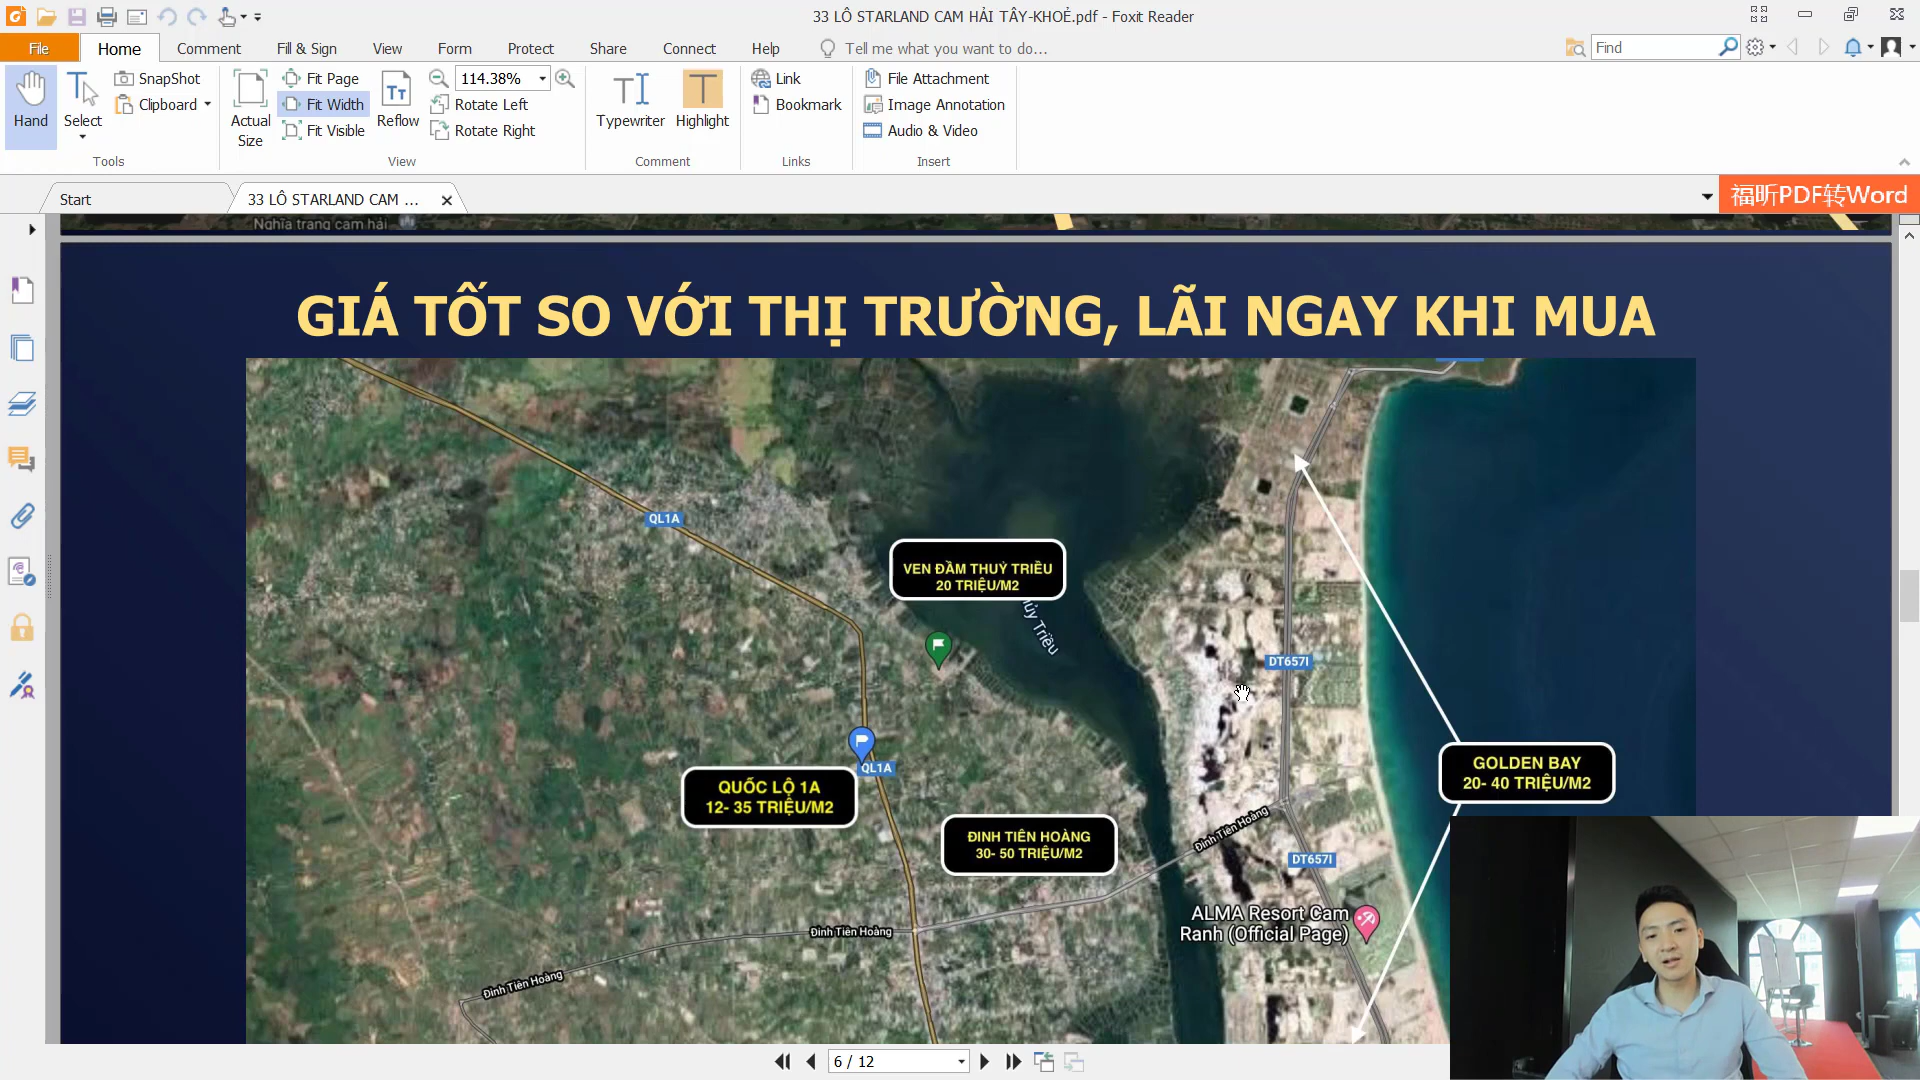 33 LÔ STARLAND CAM HẢI TÂY-KHOẺ.pdf - Foxit Reader
File
Home
Comment
Fill & Sign
View
Form
Protect
Share
Connect
Help
Tell me what you want to do...
Find
Hand
Select
SnapShot
Clipboard
Tools
Actual
Size
Fit Page
Fit Width
Fit Visible
Reflow
114.38%
Rotate Left
Rotate Right
View
Typewriter
Highlight
Comment
Link
Bookmark
Links
File Attachment
Image Annotation
Audio & Video
Insert
Start
33 LÔ STARLAND CAM ...
福昕PDF转Word
Nghĩa trang cam hải
GIÁ TỐT SO VỚI THỊ TRƯỜNG, LÃI NGAY KHI MUA
QL1A
VEN ĐẦM THUỶ TRIỀU
20 TRIỆU/M2
Triều
DT657I
GOLDEN BAY
20- 40 TRIỆU/M2
QL1A
QUỐC LỘ 1A
12- 35 TRIỆU/M2
ĐINH TIÊN HOÀNG
30- 50 TRIỆU/M2
Đinh Tiên Hoàng
DT657I
ALMA Resort Cam
Ranh (Official Page)
Đinh Tiên Hoàng
Đinh Tiên Hoàng
6 / 12